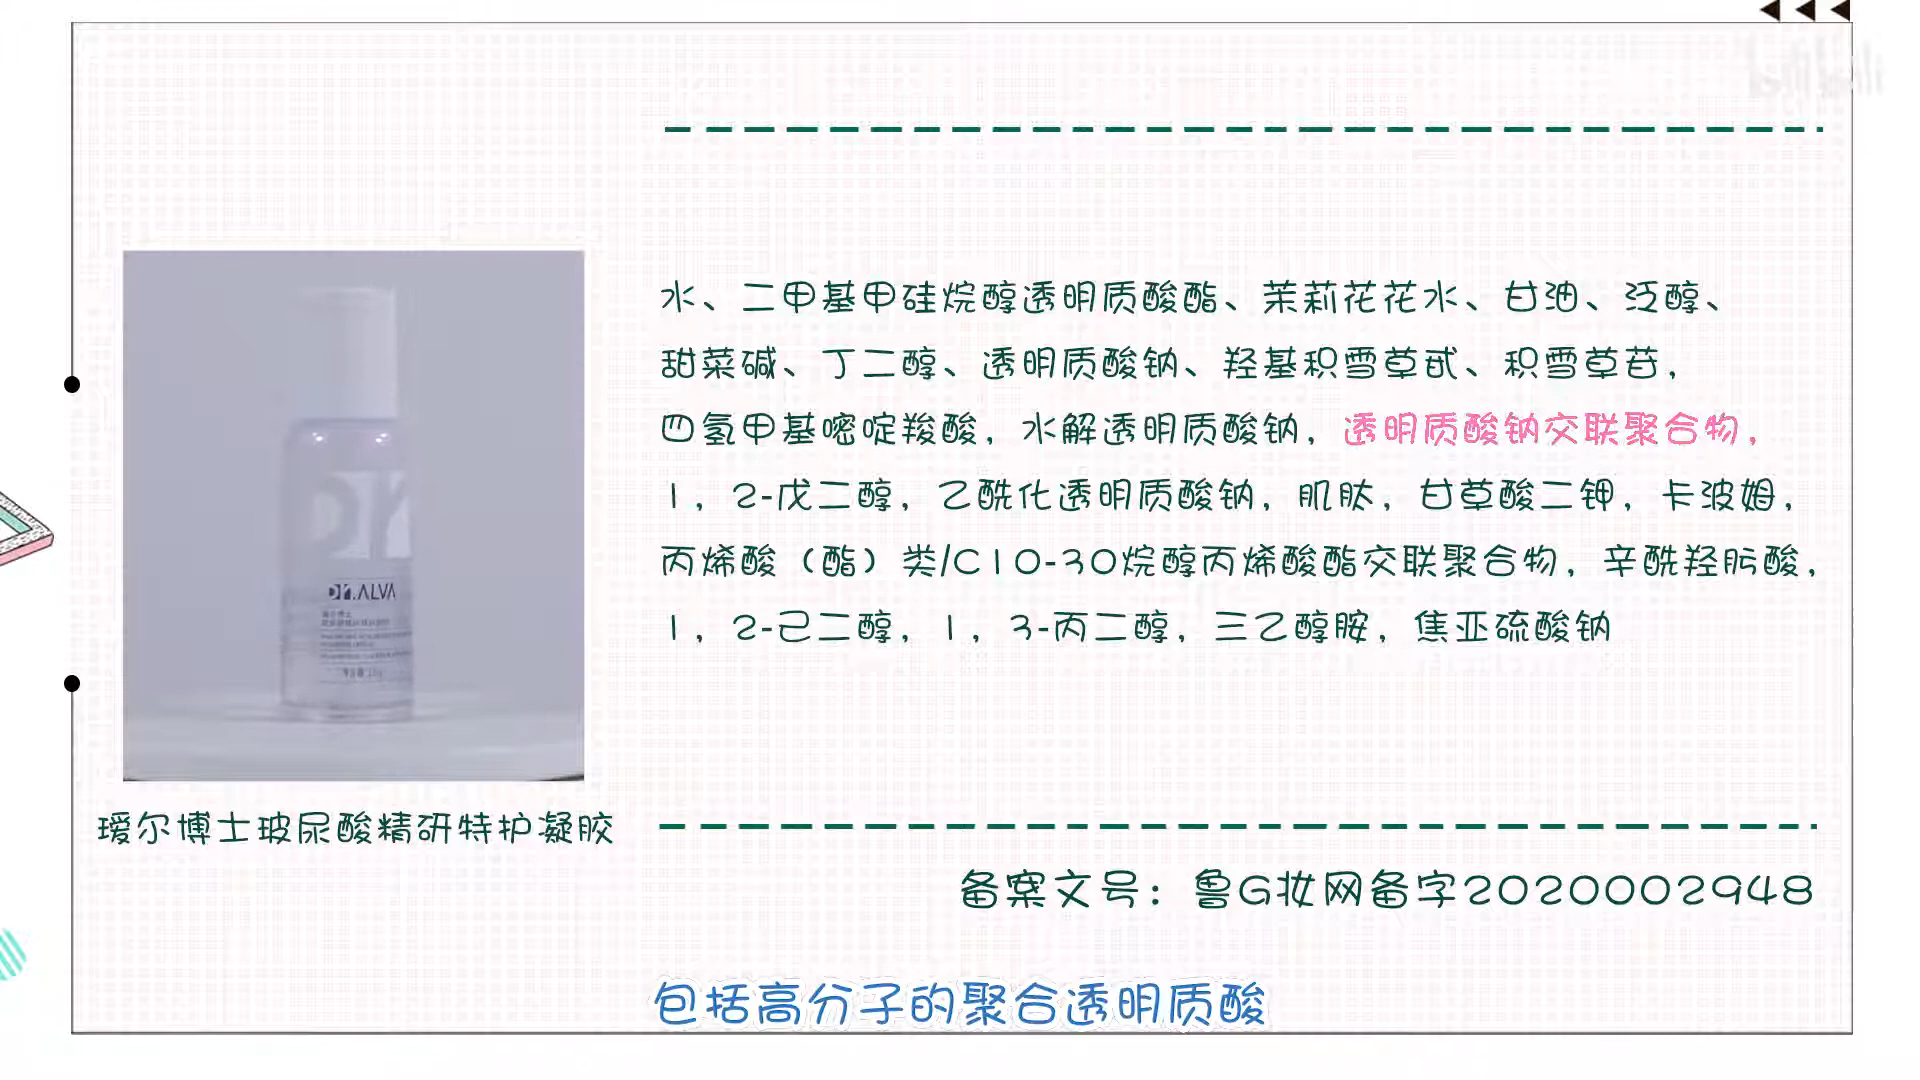 水、二甲基甲硅烷醇透明质酸酯、茉莉花花水、甘油、泛醇、
甜菜碱、丁二醇、透明质酸钠、羟基积雪草甙、积雪草苷，
四氢甲基嘧啶羧酸，水解透明质酸钠，透明质酸钠交联聚合物，
1，2-戊二醇，乙酰化透明质酸钠，肌肽，甘草酸二钾，卡波姆，
丙烯酸（酯）类/C10-30烷醇丙烯酸酯交联聚合物，辛酰羟肟酸，
1，2-己二醇，1，3-丙二醇，三乙醇胺，焦亚硫酸钠
Dr.ALVA
瑷尔博士玻尿酸精研特护凝胶
备案文号：鲁G妆网备字2020002948
包括高分子的聚合透明质酸